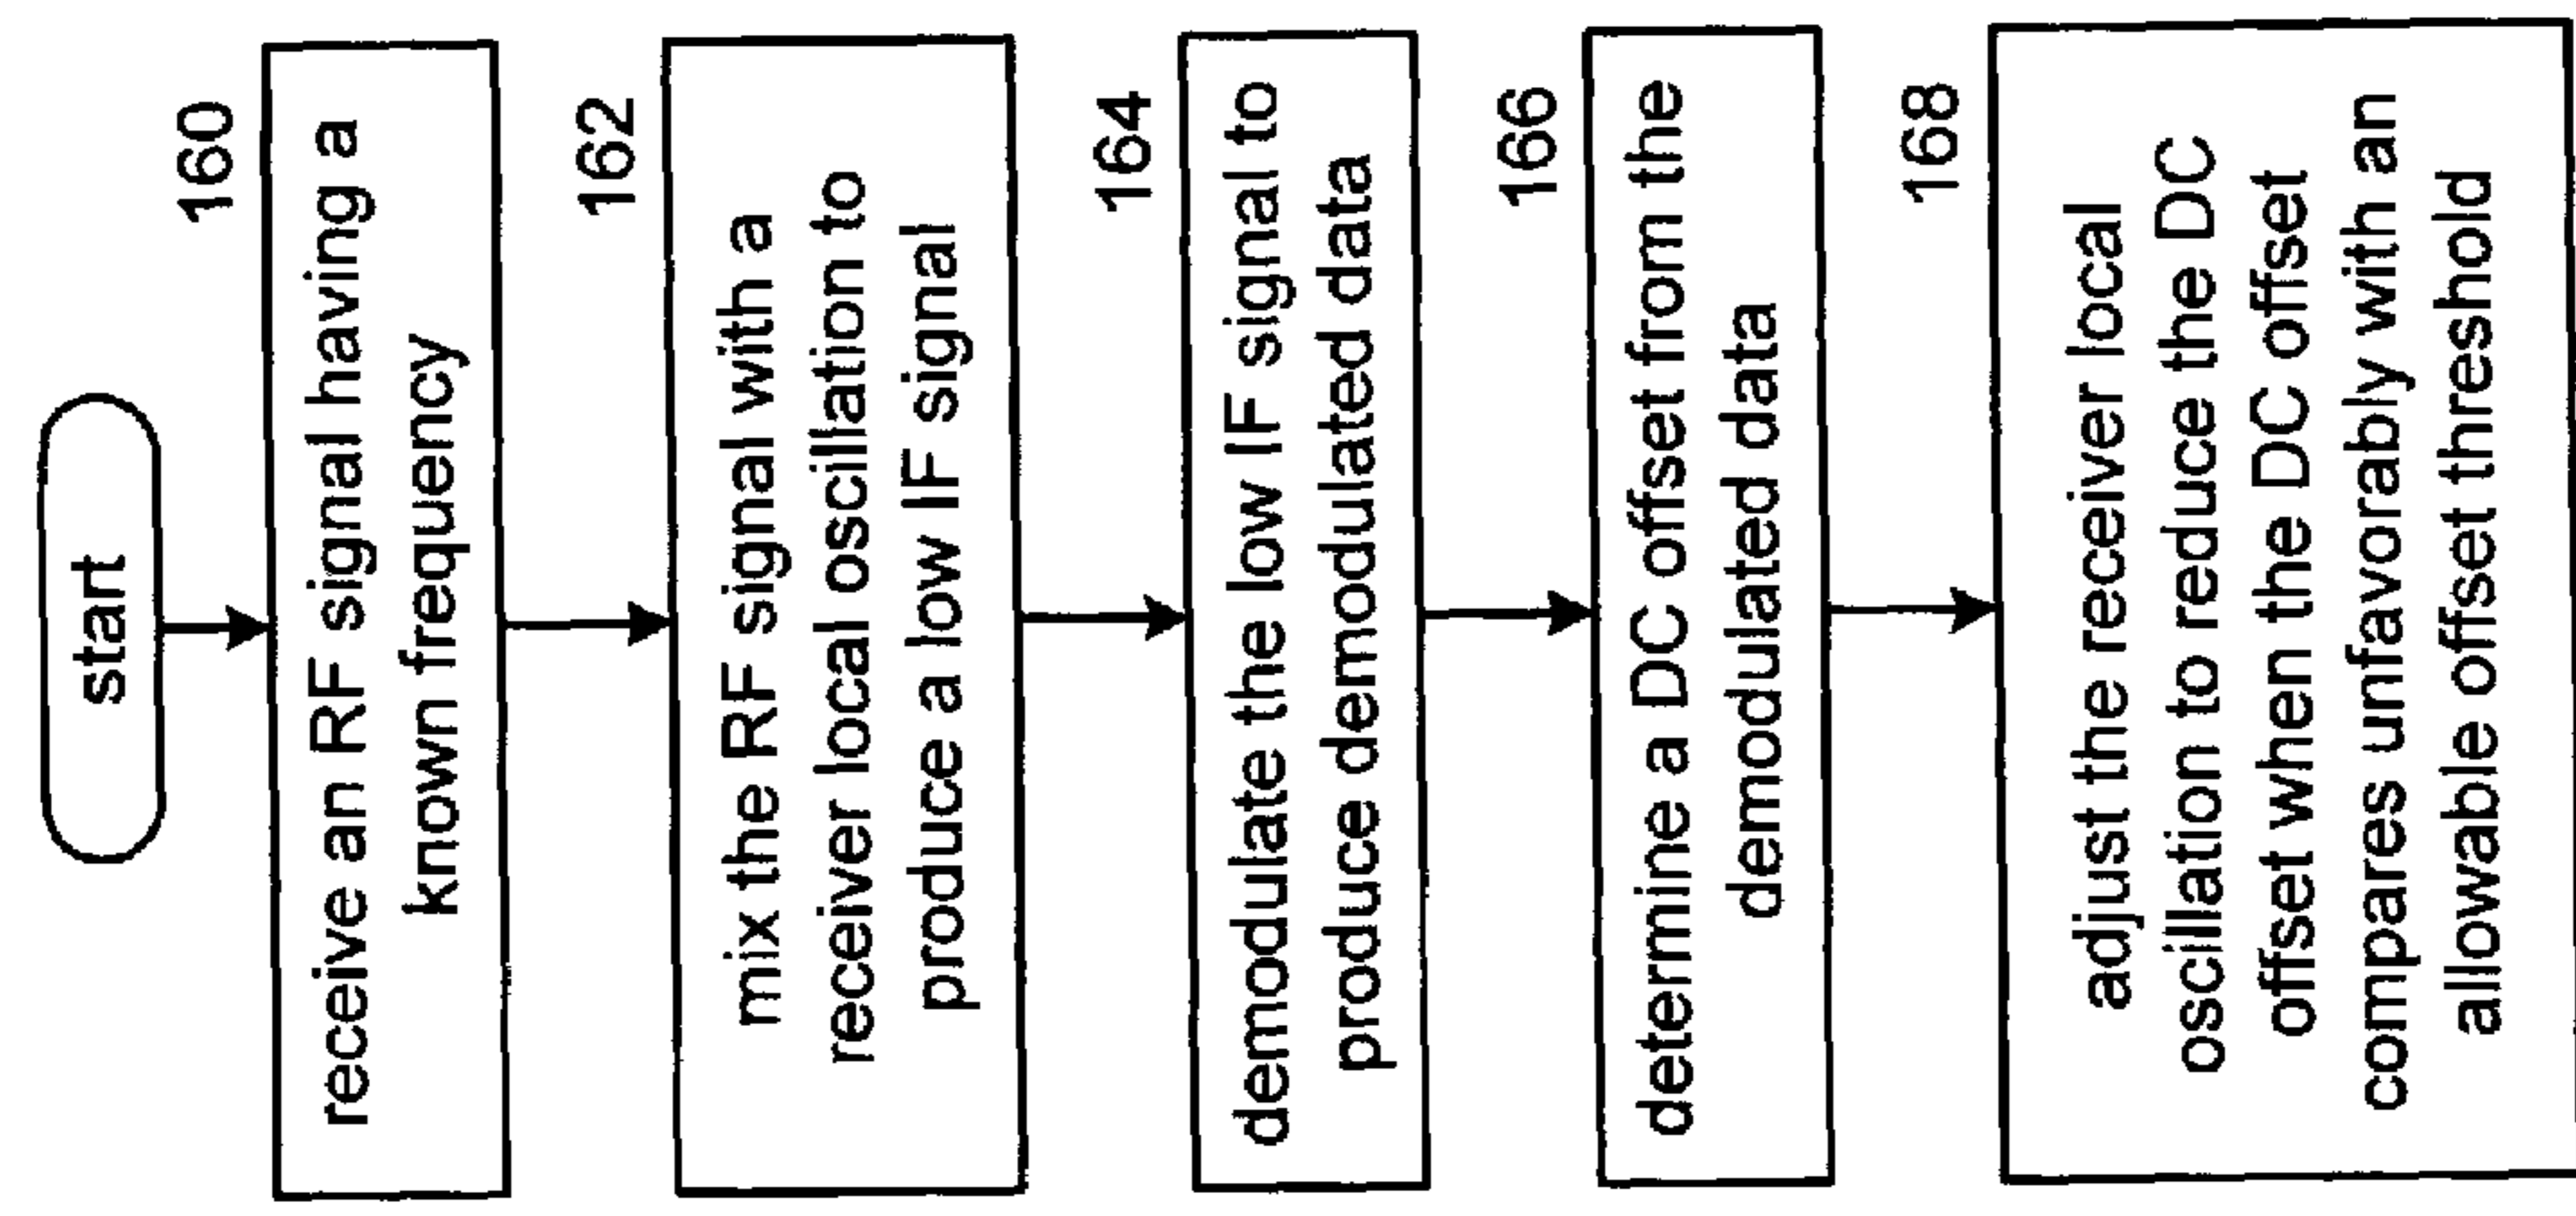 start
160
receive an RF signal having a
known frequency
162
mix the RF signal with a
receiver local oscillation to
produce a low IF signal
164
demodulate the low IF signal to
produce demodulated data
166
determine a DC offset from the
demodulated data
168
adjust the receiver local
oscillation to reduce the DC
offset when the DC offset
compares unfavorably with an
allowable offset threshold